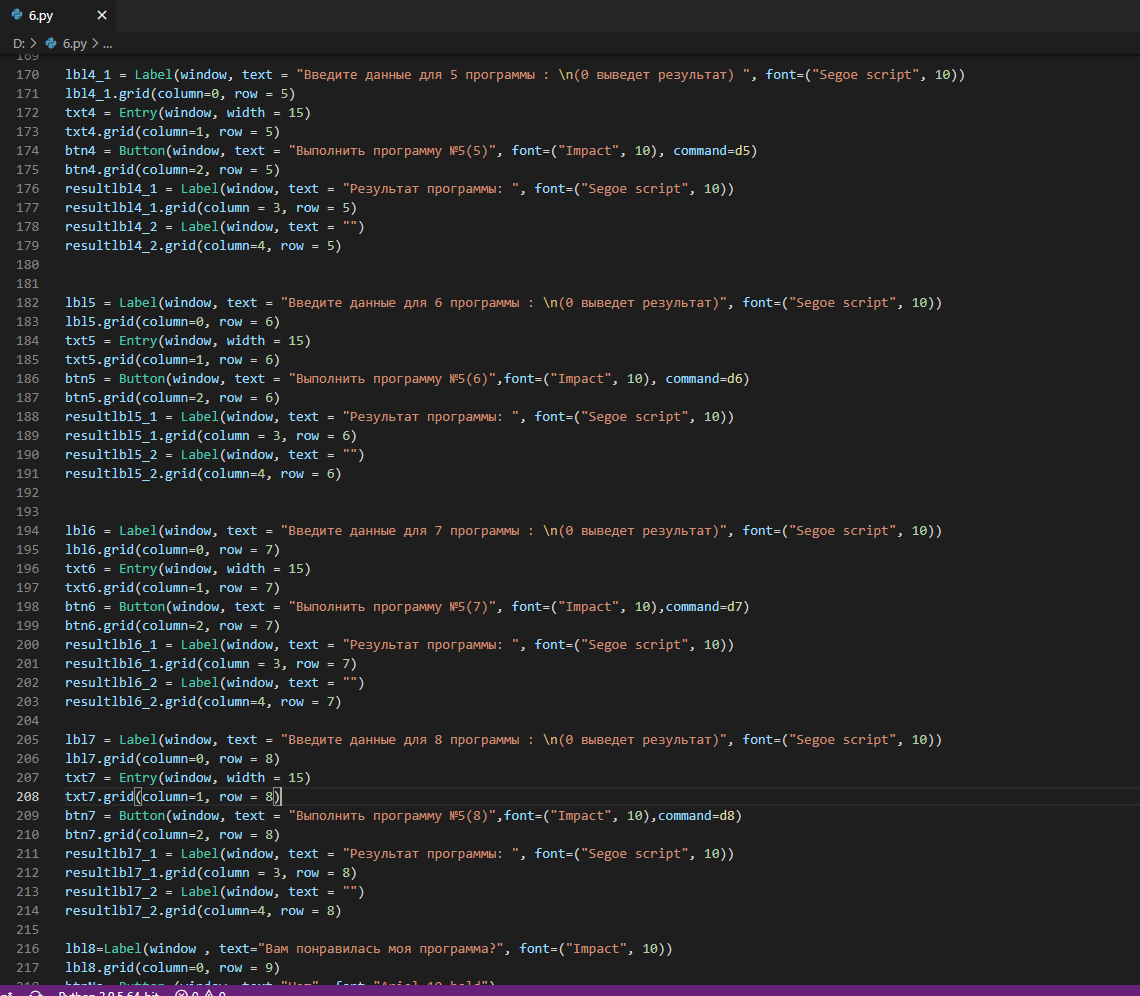 6.py ×
D: > 6.py > ...
169
170 lbl4_1 = Label(window, text = "Введите данные для 5 программы : \n(0 выведет результат) ", font=("Segoe script", 10))
171 lbl4_1.grid(column=0, row = 5)
172 txt4 = Entry(window, width = 15)
173 txt4.grid(column=1, row = 5)
174 btn4 = Button(window, text = "Выполнить программу №5(5)", font=("Impact", 10), command=d5)
175 btn4.grid(column=2, row = 5)
176 resultlbl4_1 = Label(window, text = "Результат программы: ", font=("Segoe script", 10))
177 resultlbl4_1.grid(column = 3, row = 5)
178 resultlbl4_2 = Label(window, text = "")
179 resultlbl4_2.grid(column=4, row = 5)
180
181
182 lbl5 = Label(window, text = "Введите данные для 6 программы : \n(0 выведет результат)", font=("Segoe script", 10))
183 lbl5.grid(column=0, row = 6)
184 txt5 = Entry(window, width = 15)
185 txt5.grid(column=1, row = 6)
186 btn5 = Button(window, text = "Выполнить программу №5(6)",font=("Impact", 10), command=d6)
187 btn5.grid(column=2, row = 6)
188 resultlbl5_1 = Label(window, text = "Результат программы: ", font=("Segoe script", 10))
189 resultlbl5_1.grid(column = 3, row = 6)
190 resultlbl5_2 = Label(window, text = "")
191 resultlbl5_2.grid(column=4, row = 6)
192
193
194 lbl6 = Label(window, text = "Введите данные для 7 программы : \n(0 выведет результат)", font=("Segoe script", 10))
195 lbl6.grid(column=0, row = 7)
196 txt6 = Entry(window, width = 15)
197 txt6.grid(column=1, row = 7)
198 btn6 = Button(window, text = "Выполнить программу №5(7)", font=("Impact", 10),command=d7)
199 btn6.grid(column=2, row = 7)
200 resultlbl6_1 = Label(window, text = "Результат программы: ", font=("Segoe script", 10))
201 resultlbl6_1.grid(column = 3, row = 7)
202 resultlbl6_2 = Label(window, text = "")
203 resultlbl6_2.grid(column=4, row = 7)
204
205 lbl7 = Label(window, text = "Введите данные для 8 программы : \n(0 выведет результат)", font=("Segoe script", 10))
206 lbl7.grid(column=0, row = 8)
207 txt7 = Entry(window, width = 15)
208 txt7.grid(column=1, row = 8)
209 btn7 = Button(window, text = "Выполнить программу №5(8)",font=("Impact", 10),command=d8)
210 btn7.grid(column=2, row = 8)
211 resultlbl7_1 = Label(window, text = "Результат программы: ", font=("Segoe script", 10))
212 resultlbl7_1.grid(column = 3, row = 8)
213 resultlbl7_2 = Label(window, text = "")
214 resultlbl7_2.grid(column=4, row = 8)
215
216 lbl8=Label(window , text="Вам понравилась моя программа?", font=("Impact", 10))
217 lbl8.grid(column=0, row = 9)